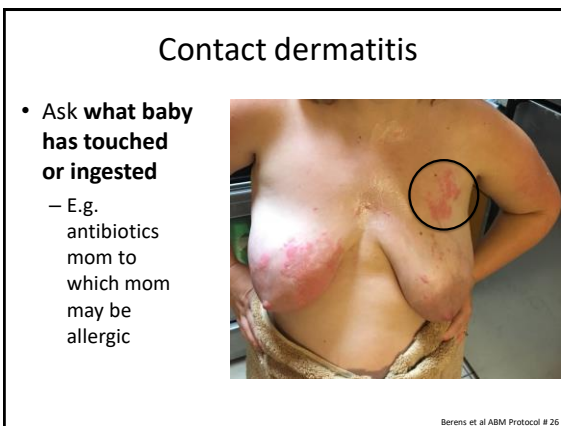 Contact dermatitis
• Ask what baby
has touched
or ingested
– E.g.
antibiotics
mom to
which mom
may be
allergic
Berens et al ABM Protocol # 26